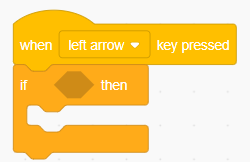 when left arrow key pressed
if then